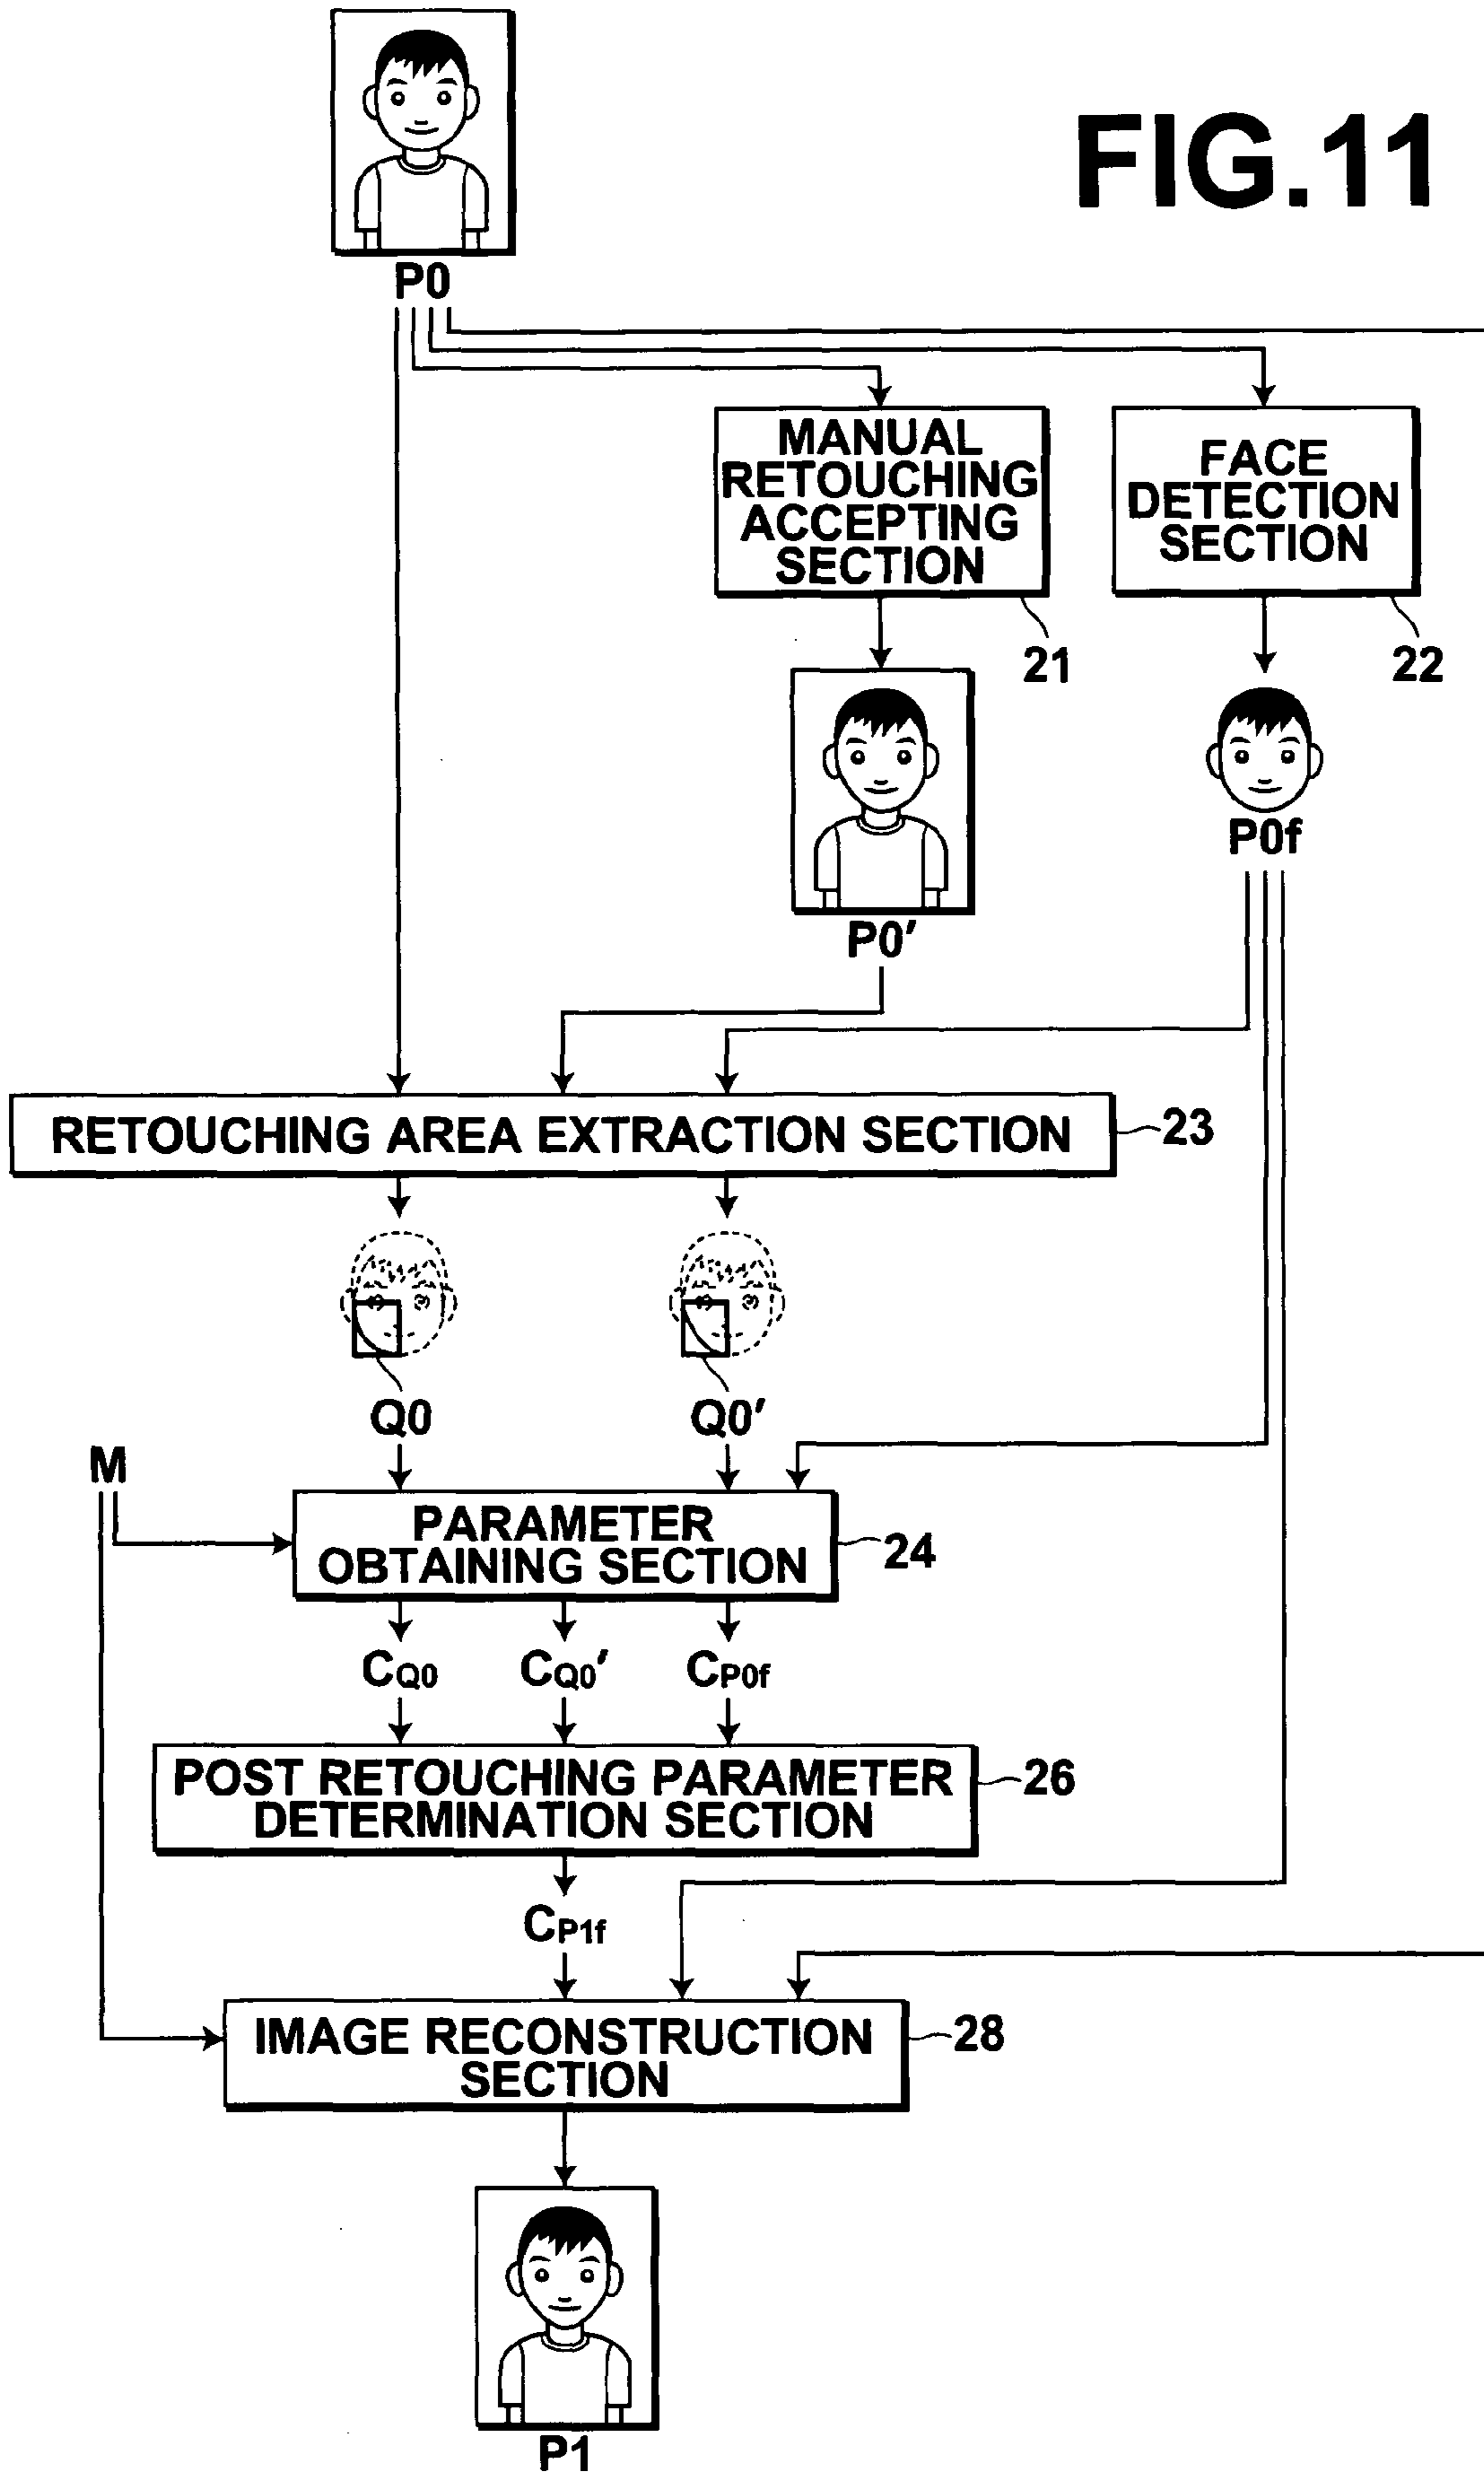 FIG.11
P0
MANUAL
RETOUCHING
ACCEPTING
SECTION
FACE
DETECTION
SECTION
21
22
P0f
P0′
RETOUCHING AREA EXTRACTION SECTION
23
Q0
Q0′
M
PARAMETER
OBTAINING SECTION
24
CQ0
CQ0′
CP0f
POST RETOUCHING PARAMETER
DETERMINATION SECTION
26
CP1f
IMAGE RECONSTRUCTION
SECTION
28
P1